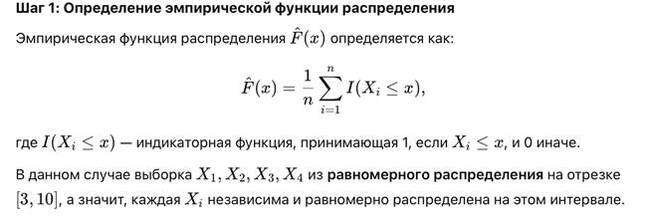 Шаг 1: Определение эмпирической функции распределения
Эмпирическая функция распределения F̂(x) определяется как:
F̂(x) = 1/n ∑_{i=1}^{n} I(X_i ≤ x),
где I(X_i ≤ x) — индикаторная функция, принимающая 1, если X_i ≤ x, и 0 иначе.
В данном случае выборка X_1, X_2, X_3, X_4 из равномерного распределения на отрезке
[3, 10], а значит, каждая X_i независима и равномерно распределена на этом интервале.